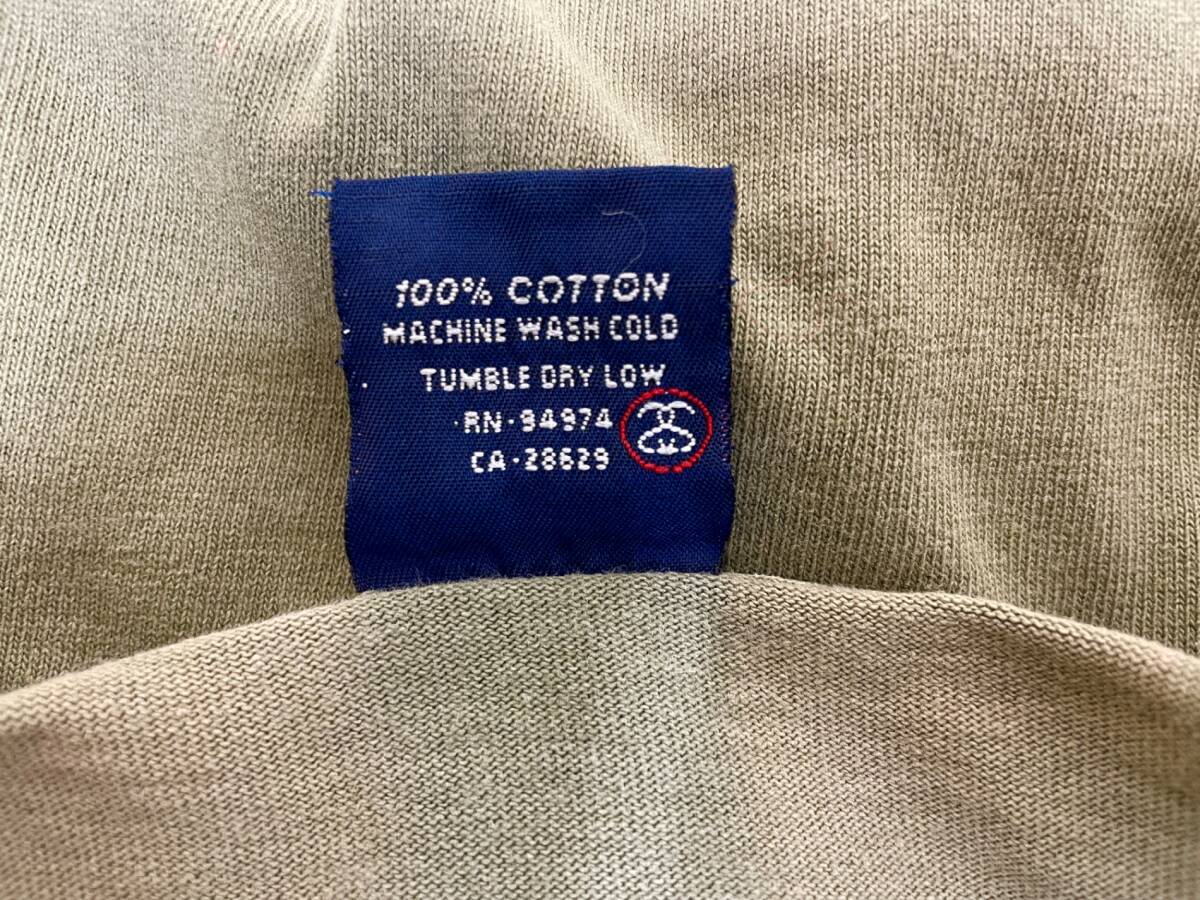 100% COTTON
MACHINE WASH COLD
TUMBLE DRY LOW
RN-94974
CA-28629